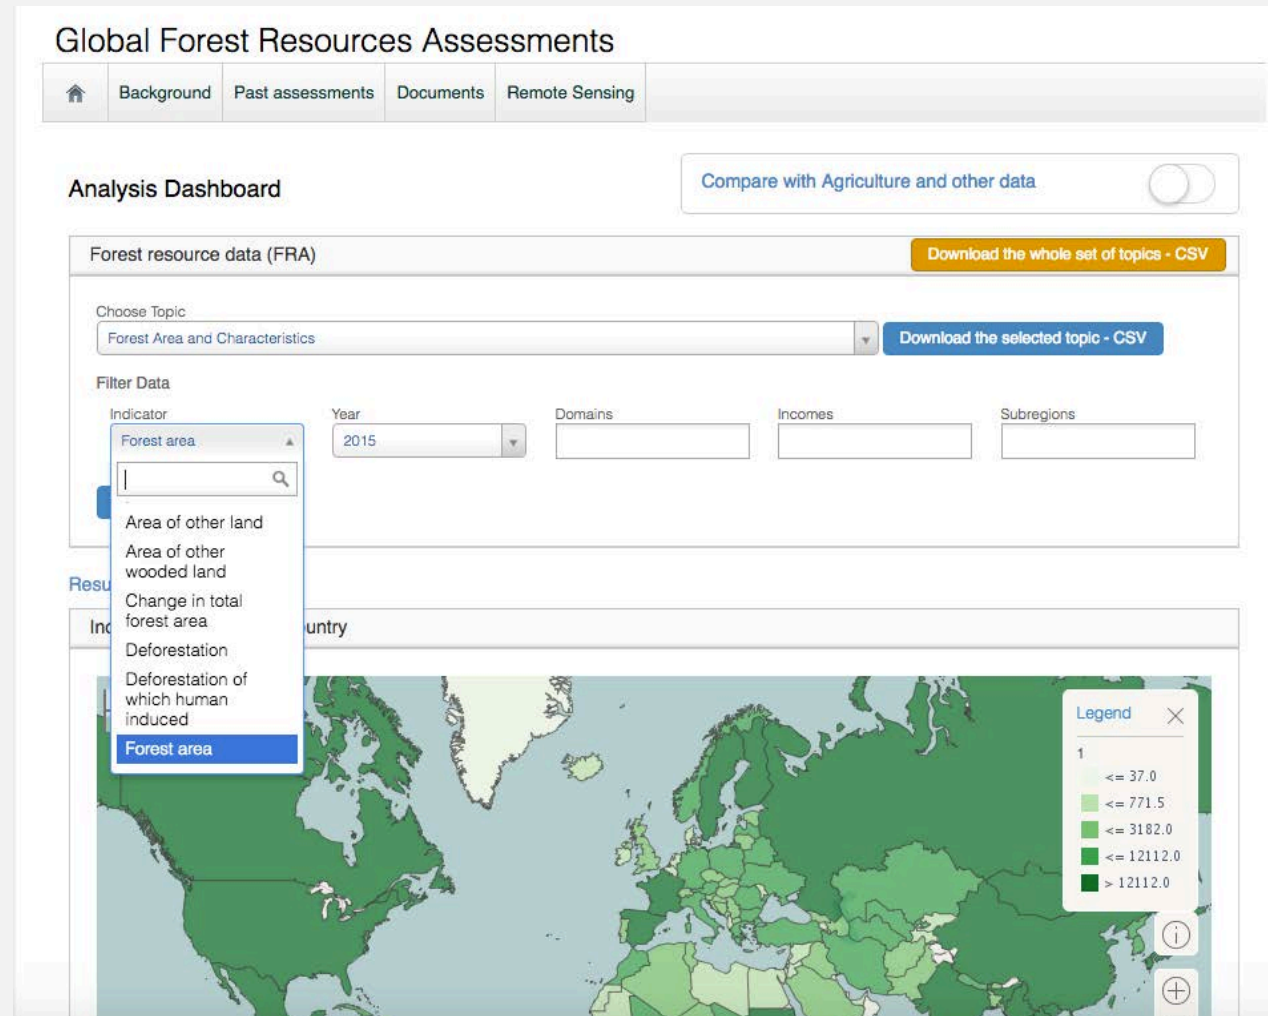 Global Forest Resources Assessments
Background
Past assessments
Documents
Remote Sensing
Analysis Dashboard
Compare with Agriculture and other data
Forest resource data (FRA)
Download the whole set of topics - CSV
Choose Topic
Forest Area and Characteristics
Download the selected topic - CSV
Filter Data
Indicator
Year
Domains
Incomes
Subregions
Forest area
2015
Area of other land
Area of other
wooded land
Change in total
forest area
Deforestation
Deforestation of
which human
induced
Forest area
Resu
Inc
untry
Legend
1
<= 37.0
<= 771.5
<= 3182.0
<= 12112.0
> 12112.0